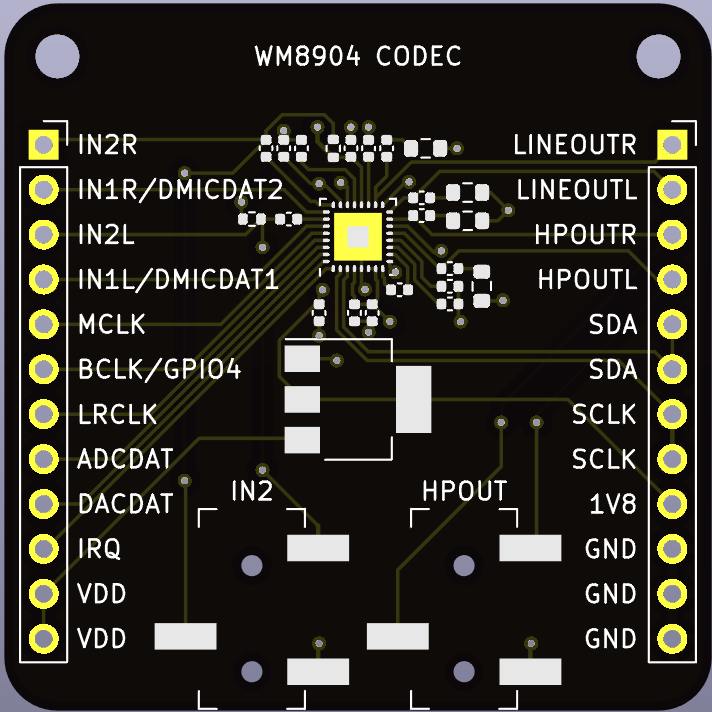 WM8904 CODEC
IN2R
IN1R/DMICDAT2
IN2L
IN1L/DMICDAT1
MCLK
BCLK/GPIO4
LRCLK
ADCDAT
DACDAT
IRQ
VDD
VDD
LINEOUTR
LINEOUTL
HPOUTR
HPOUTL
SDA
SDA
SCLK
SCLK
1V8
GND
GND
GND
IN2
HPOUT